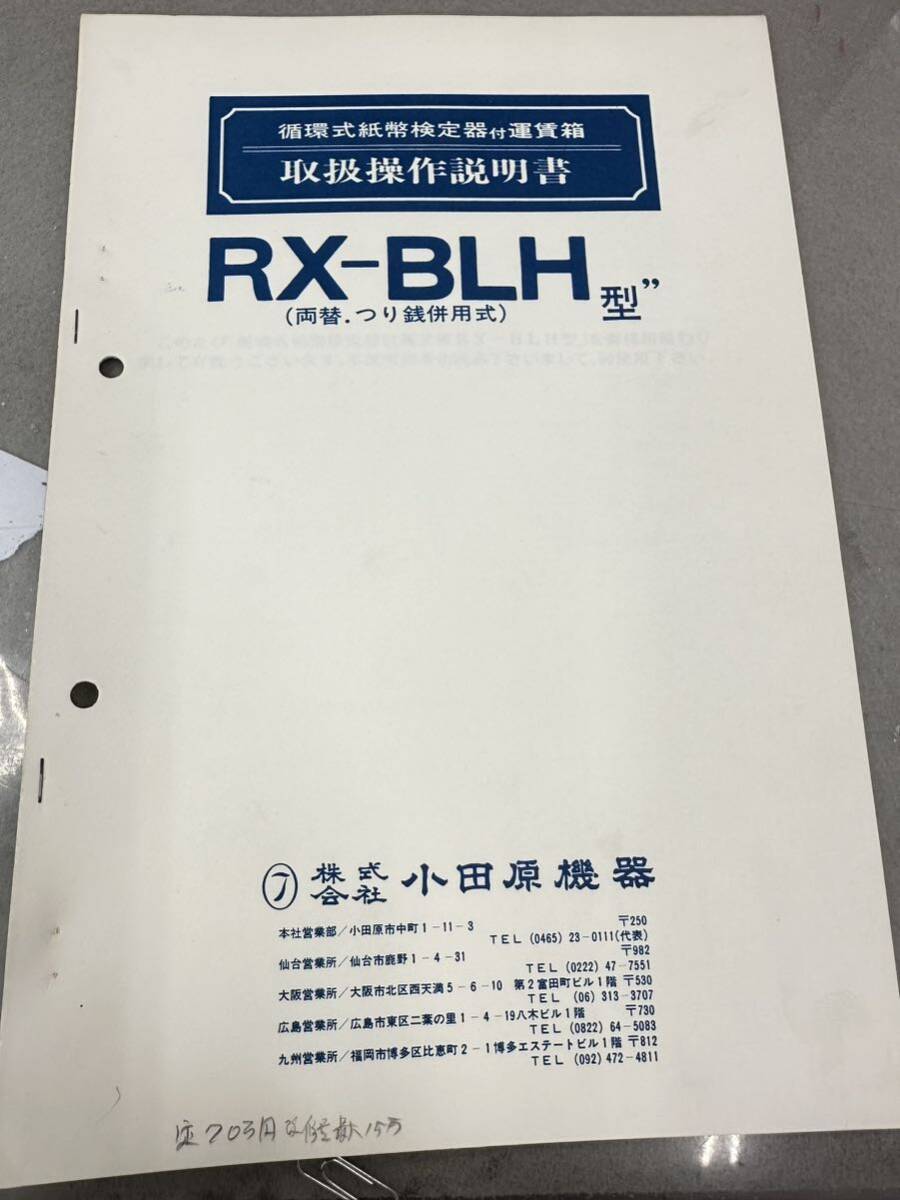 循環式紙幣検定器付運賃箱
取扱操作説明書
RX-BLH型”
(両替.つり銭併用式)
株式会社 小田原機器
本社営業部/小田原市中町1-11-3 〒250
TEL (0465) 23-0111(代表)
仙台営業所/仙台市鹿野1-4-31 〒982
TEL (0222) 47-7551
大阪営業所/大阪市北区西天満5-6-10 第2富田町ビル1階 〒530
TEL (06) 313-3707
広島営業所/広島市東区二葉の里1-4-19八木ビル1階 〒730
TEL (0822) 64-5083
九州営業所/福岡市博多区比恵町2-1博多エステートビル1階 〒812
TEL (092) 472-4811
70万円 15万